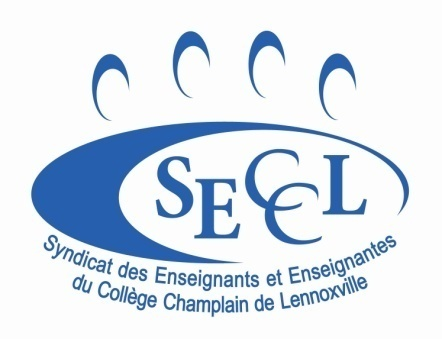 SECCL
Syndicat des Enseignants et Enseignantes
du Collège Champlain de Lennoxville